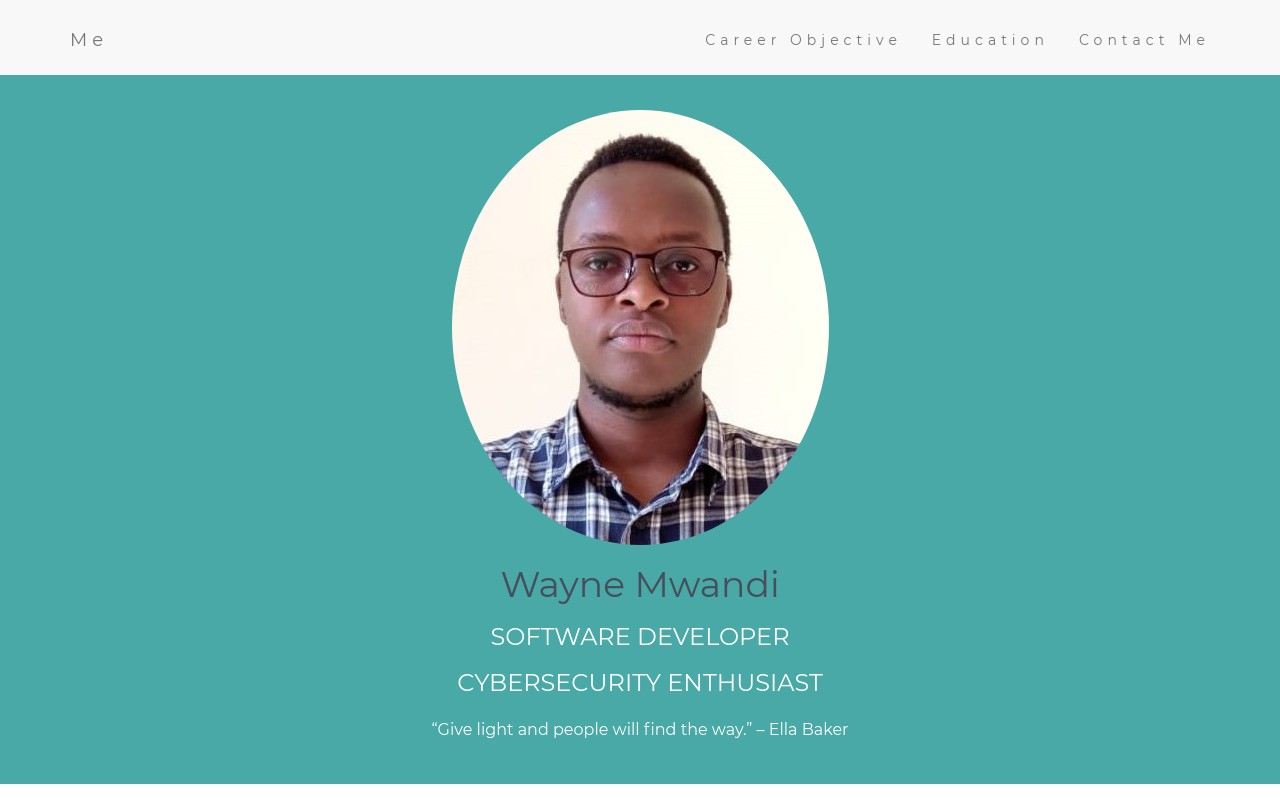 Me
Career Objective
Education
Contact Me
Wayne Mwandi
SOFTWARE DEVELOPER
CYBERSECURITY ENTHUSIAST
“Give light and people will find the way.” – Ella Baker